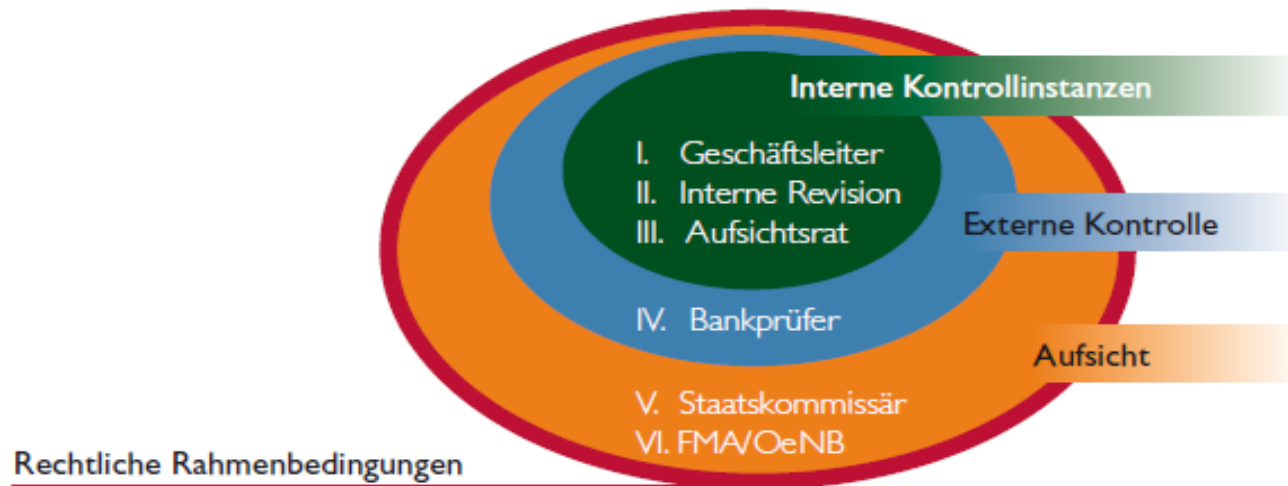 Interne Kontrollinstanzen
I. Geschäftsleiter
II. Interne Revision
III. Aufsichtsrat
Externe Kontrolle
IV. Bankprüfer
Aufsicht
V. Staatskommissär
VI. FMA/OeNB
Rechtliche Rahmenbedingungen